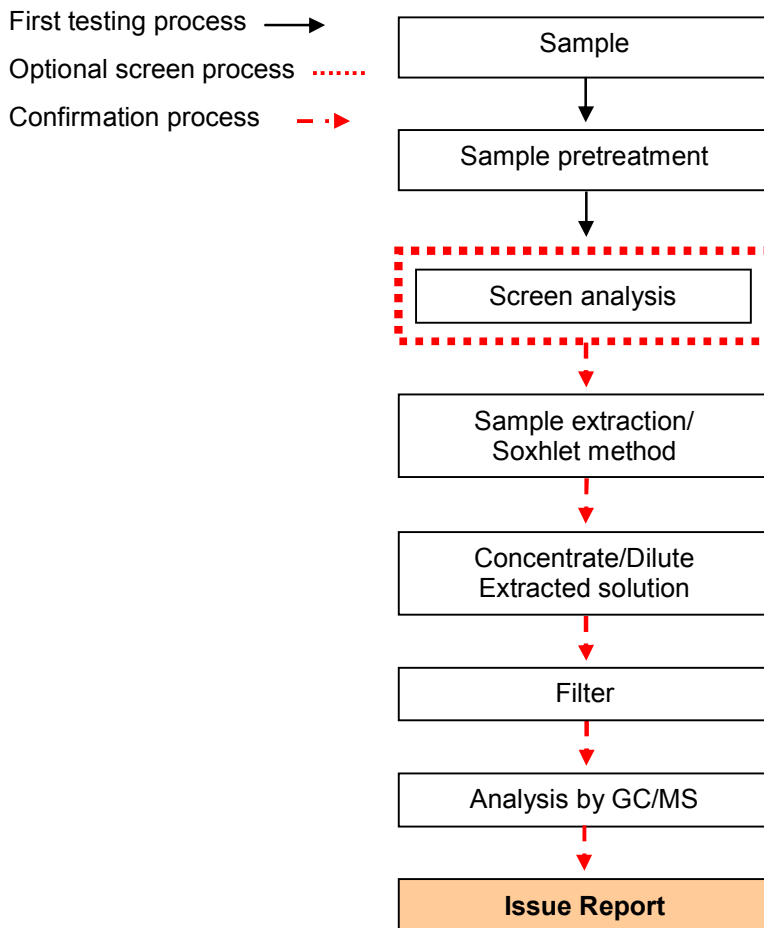 First testing process
Optional screen process
Confirmation process
Sample
Sample pretreatment
Screen analysis
Sample extraction/
Soxhlet method
Concentrate/Dilute
Extracted solution
Filter
Analysis by GC/MS
Issue Report